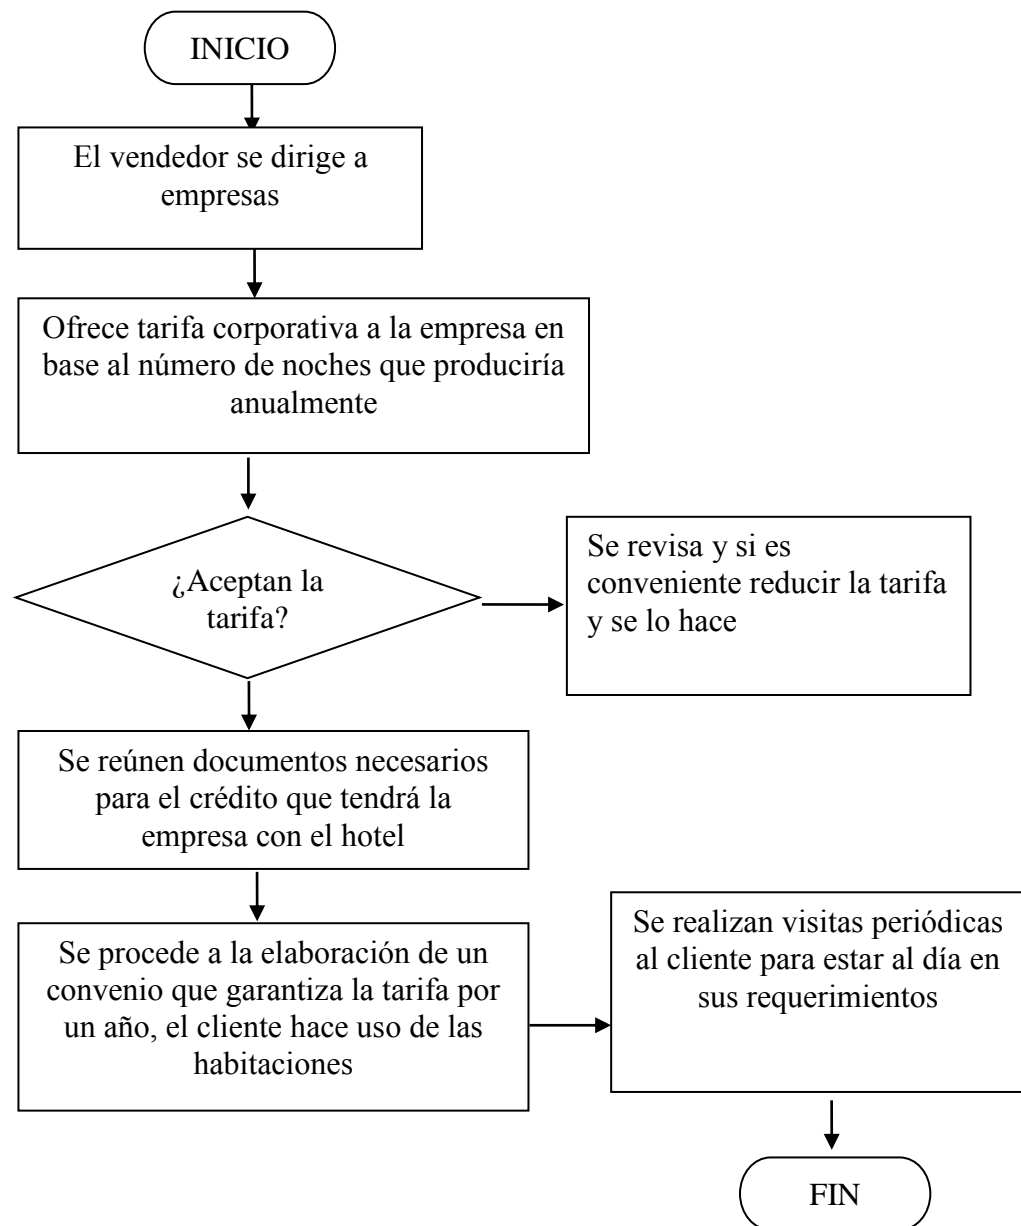 INICIO
El vendedor se dirige a
empresas
Ofrece tarifa corporativa a la empresa en
base al número de noches que produciría
anualmente
¿Aceptan la
tarifa?
Se revisa y si es
conveniente reducir la tarifa
y se lo hace
Se reúnen documentos necesarios
para el crédito que tendrá la
empresa con el hotel
Se procede a la elaboración de un
convenio que garantiza la tarifa por
un año, el cliente hace uso de las
habitaciones
Se realizan visitas periódicas
al cliente para estar al día en
sus requerimientos
FIN